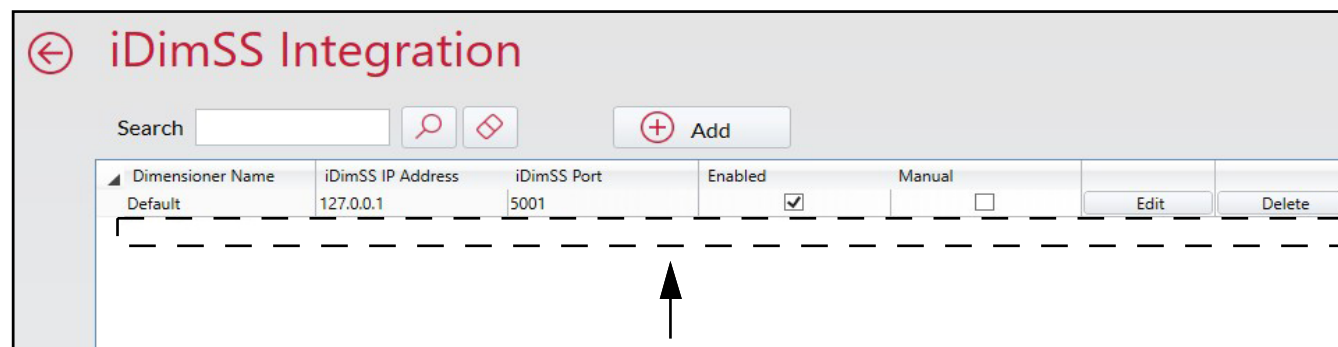 iDimSS Integration
Search Add
Dimensioner Name iDimSS IP Address iDimSS Port Enabled Manual
Default 127.0.0.1 5001 Edit Delete